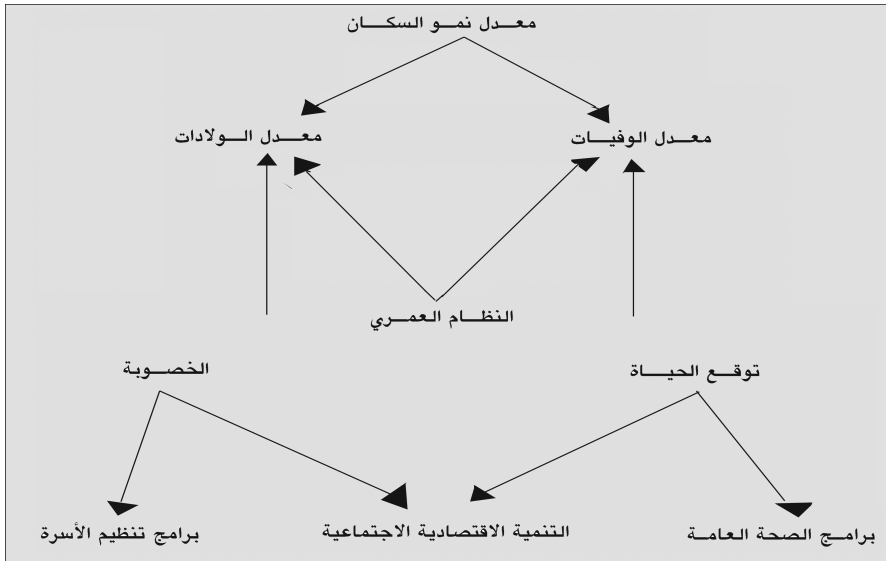 معدل نمو السكان
معدل الوفيات
معدل الولادات
النظام العمري
توقع الحياة
الخصوبة
برامج الصحة العامة
التنمية الاقتصادية الاجتماعية
برامج تنظيم الأسرة